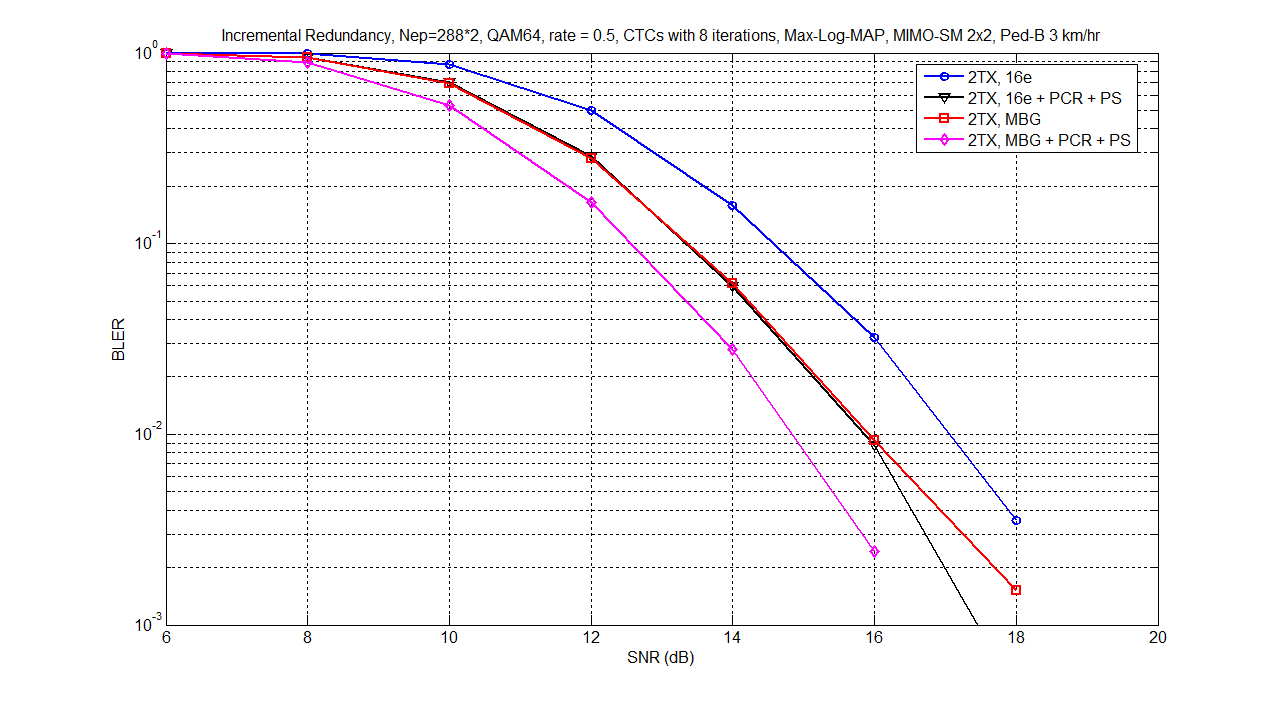 Incremental Redundancy, Nep=288*2, QAM64, rate = 0.5, CTCs with 8 iterations, Max-Log-MAP, MIMO-SM 2x2, Ped-B 3 km/hr
2TX, 16e
2TX, 16e + PCR + PS
2TX, MBG
2TX, MBG + PCR + PS
10^0
10^-1
10^-2
10^-3
BLER
6 8 10 12 14 16 18 20
SNR (dB)